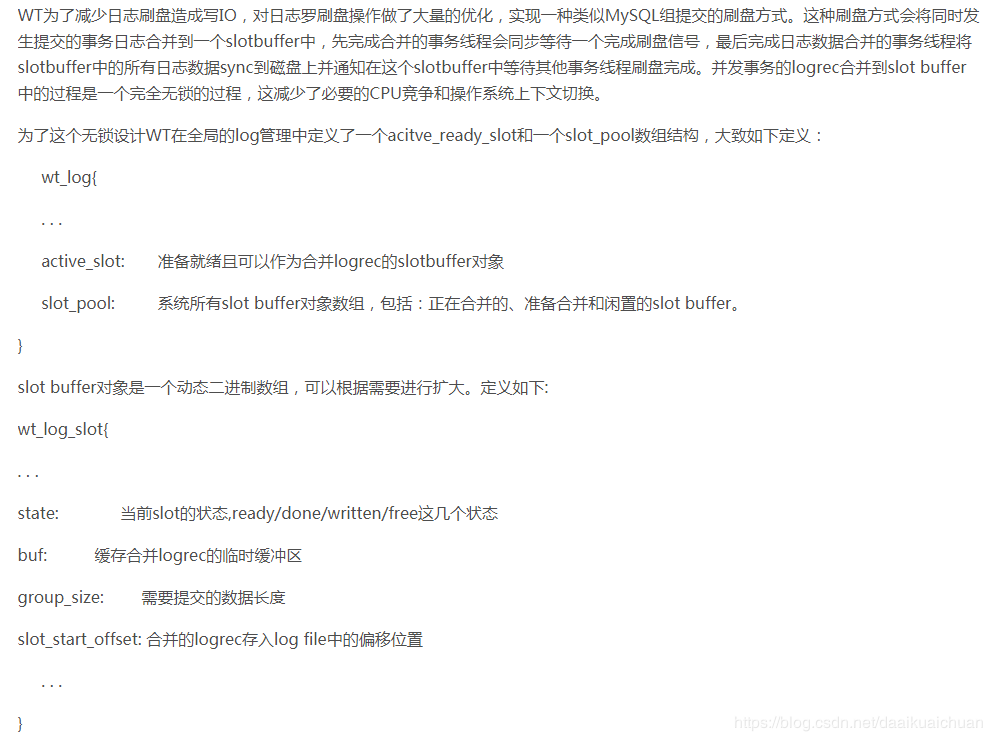 WT为了减少日志刷盘造成写IO，对日志罗刷盘操作做了大量的优化，实现一种类似MySQL组提交的刷盘方式。这种刷盘方式会将同时发
生提交的事务日志合并到一个slotbuffer中，先完成合并的事务线程会同步等待一个完成刷盘信号，最后完成日志数据合并的事务线程将
slotbuffer中的所有日志数据sync到磁盘上并通知在这个slotbuffer中等待其他事务线程刷盘完成。并发事务的logrec合并到slot buffer
中的过程是一个完全无锁的过程，这减少了必要的CPU竞争和操作系统上下文切换。
为了这个无锁设计WT在全局的log管理中定义了一个acitve_ready_slot和一个slot_pool数组结构，大致如下定义：
wt_log{
. . .
active_slot: 准备就绪且可以作为合并logrec的slotbuffer对象
slot_pool: 系统所有slot buffer对象数组，包括：正在合并的、准备合并和闲置的slot buffer。
}
slot buffer对象是一个动态二进制数组，可以根据需要进行扩大。定义如下:
wt_log_slot{
. . .
state: 当前slot的状态,ready/done/written/free这几个状态
buf: 缓存合并logrec的临时缓冲区
group_size: 需要提交的数据长度
slot_start_offset: 合并的logrec存入log file中的偏移位置
. . .
}
https://blog.csdn.net/daaikuaichuan